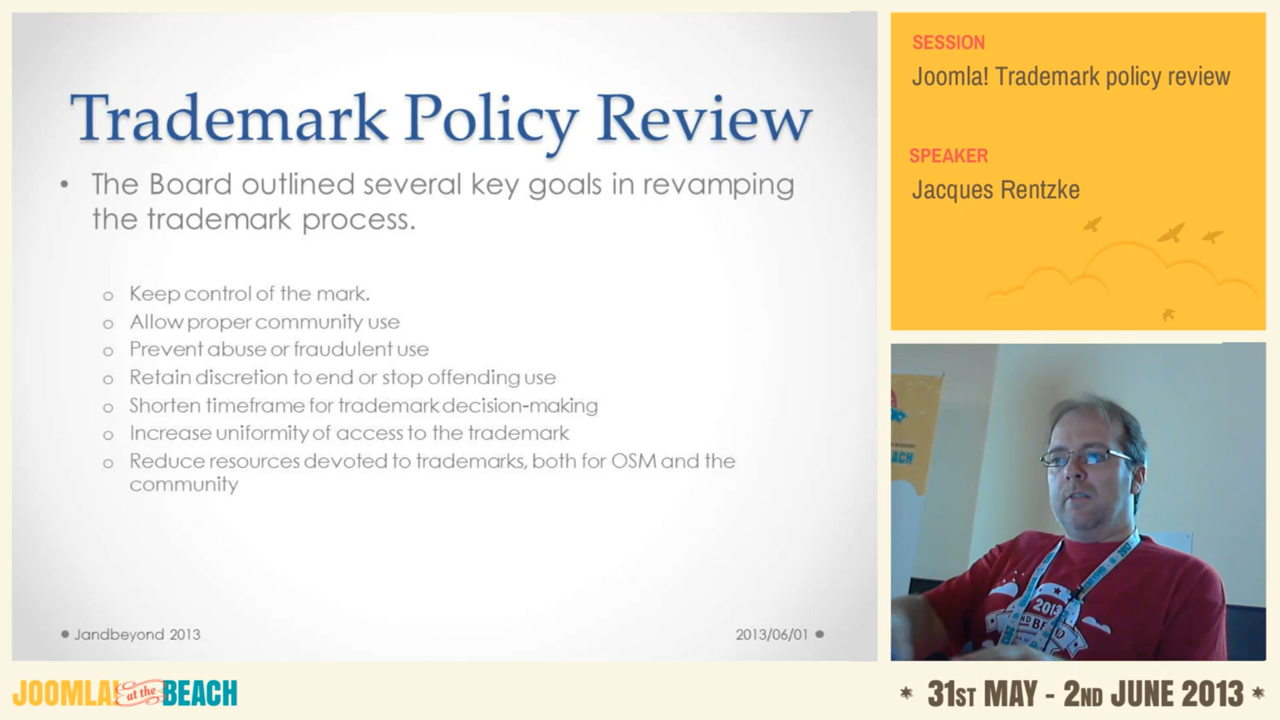 Trademark Policy Review
• The Board outlined several key goals in revamping
the trademark process.
o Keep control of the mark.
o Allow proper community use
o Prevent abuse or fraudulent use
o Retain discretion to end or stop offending use
o Shorten timeframe for trademark decision-making
o Increase uniformity of access to the trademark
o Reduce resources devoted to trademarks, both for OSM and the
community
• Jandbeyond 2013
2013/06/01 •
SESSION
Joomla! Trademark policy review
SPEAKER
Jacques Rentzke
ACH
2013
JOOMLA! at the BEACH
* 31ST MAY - 2ND JUNE 2013 *